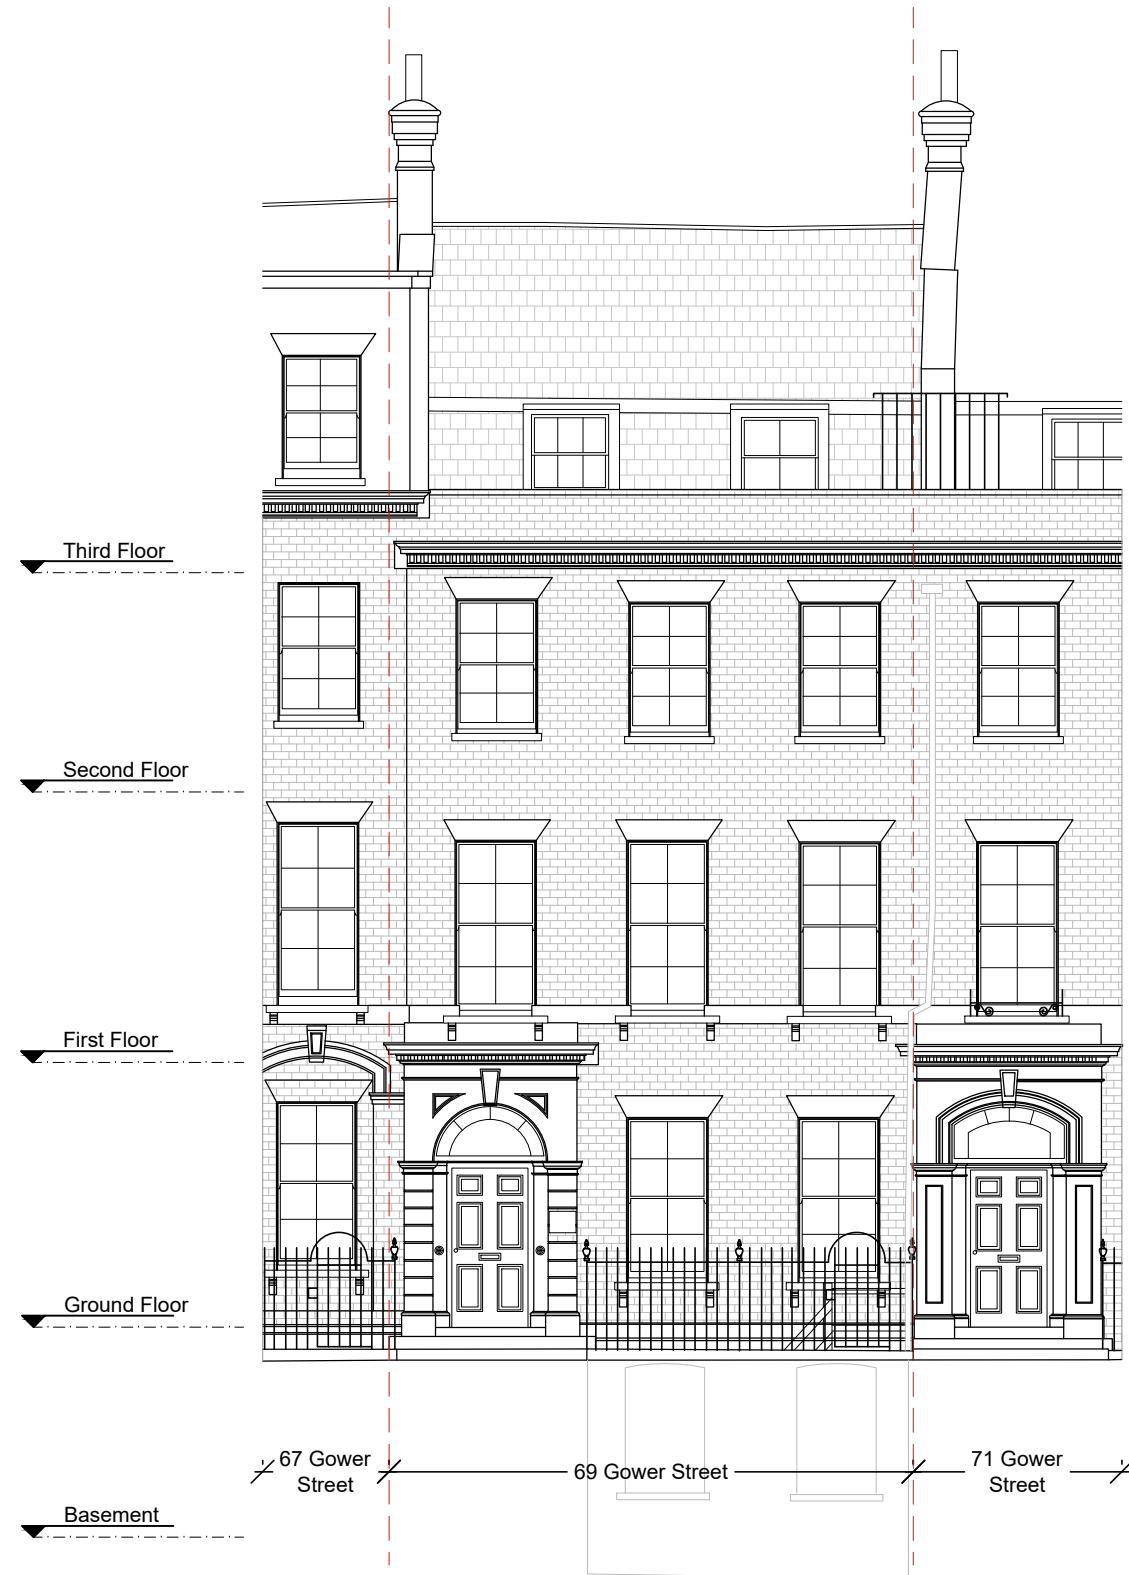 Third Floor
Second Floor
First Floor
Ground Floor
67 Gower
Street
69 Gower Street
71 Gower
Street
Basement